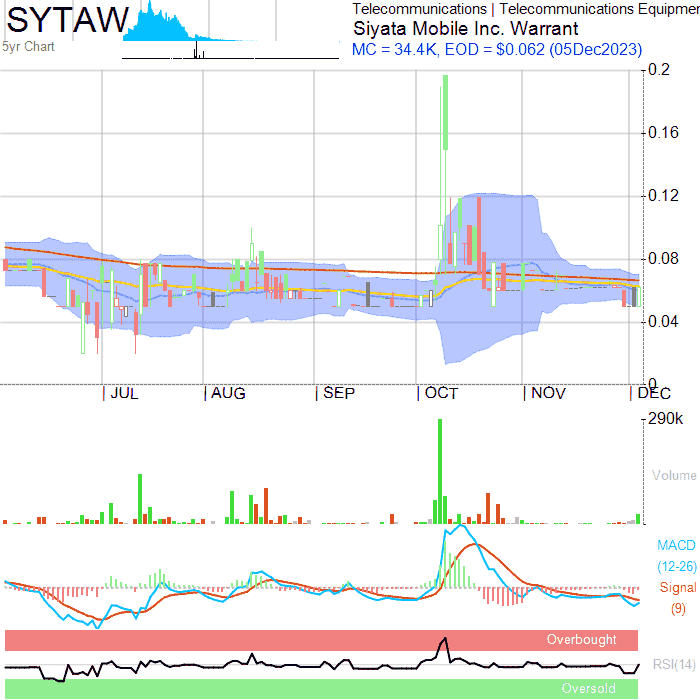 SYTAW
Telecommunications | Telecommunications Equipmen
5yr Chart
Siyata Mobile Inc. Warrant
MC = 34.4K, EOD = $0.062 (05Dec2023)
0.2
0.16
0.12
0.08
0.04
0
JUL AUG SEP OCT NOV DEC
290k
Volume
MACD
(12-26)
Signal
(9)
Overbought
RSI(14)
Oversold